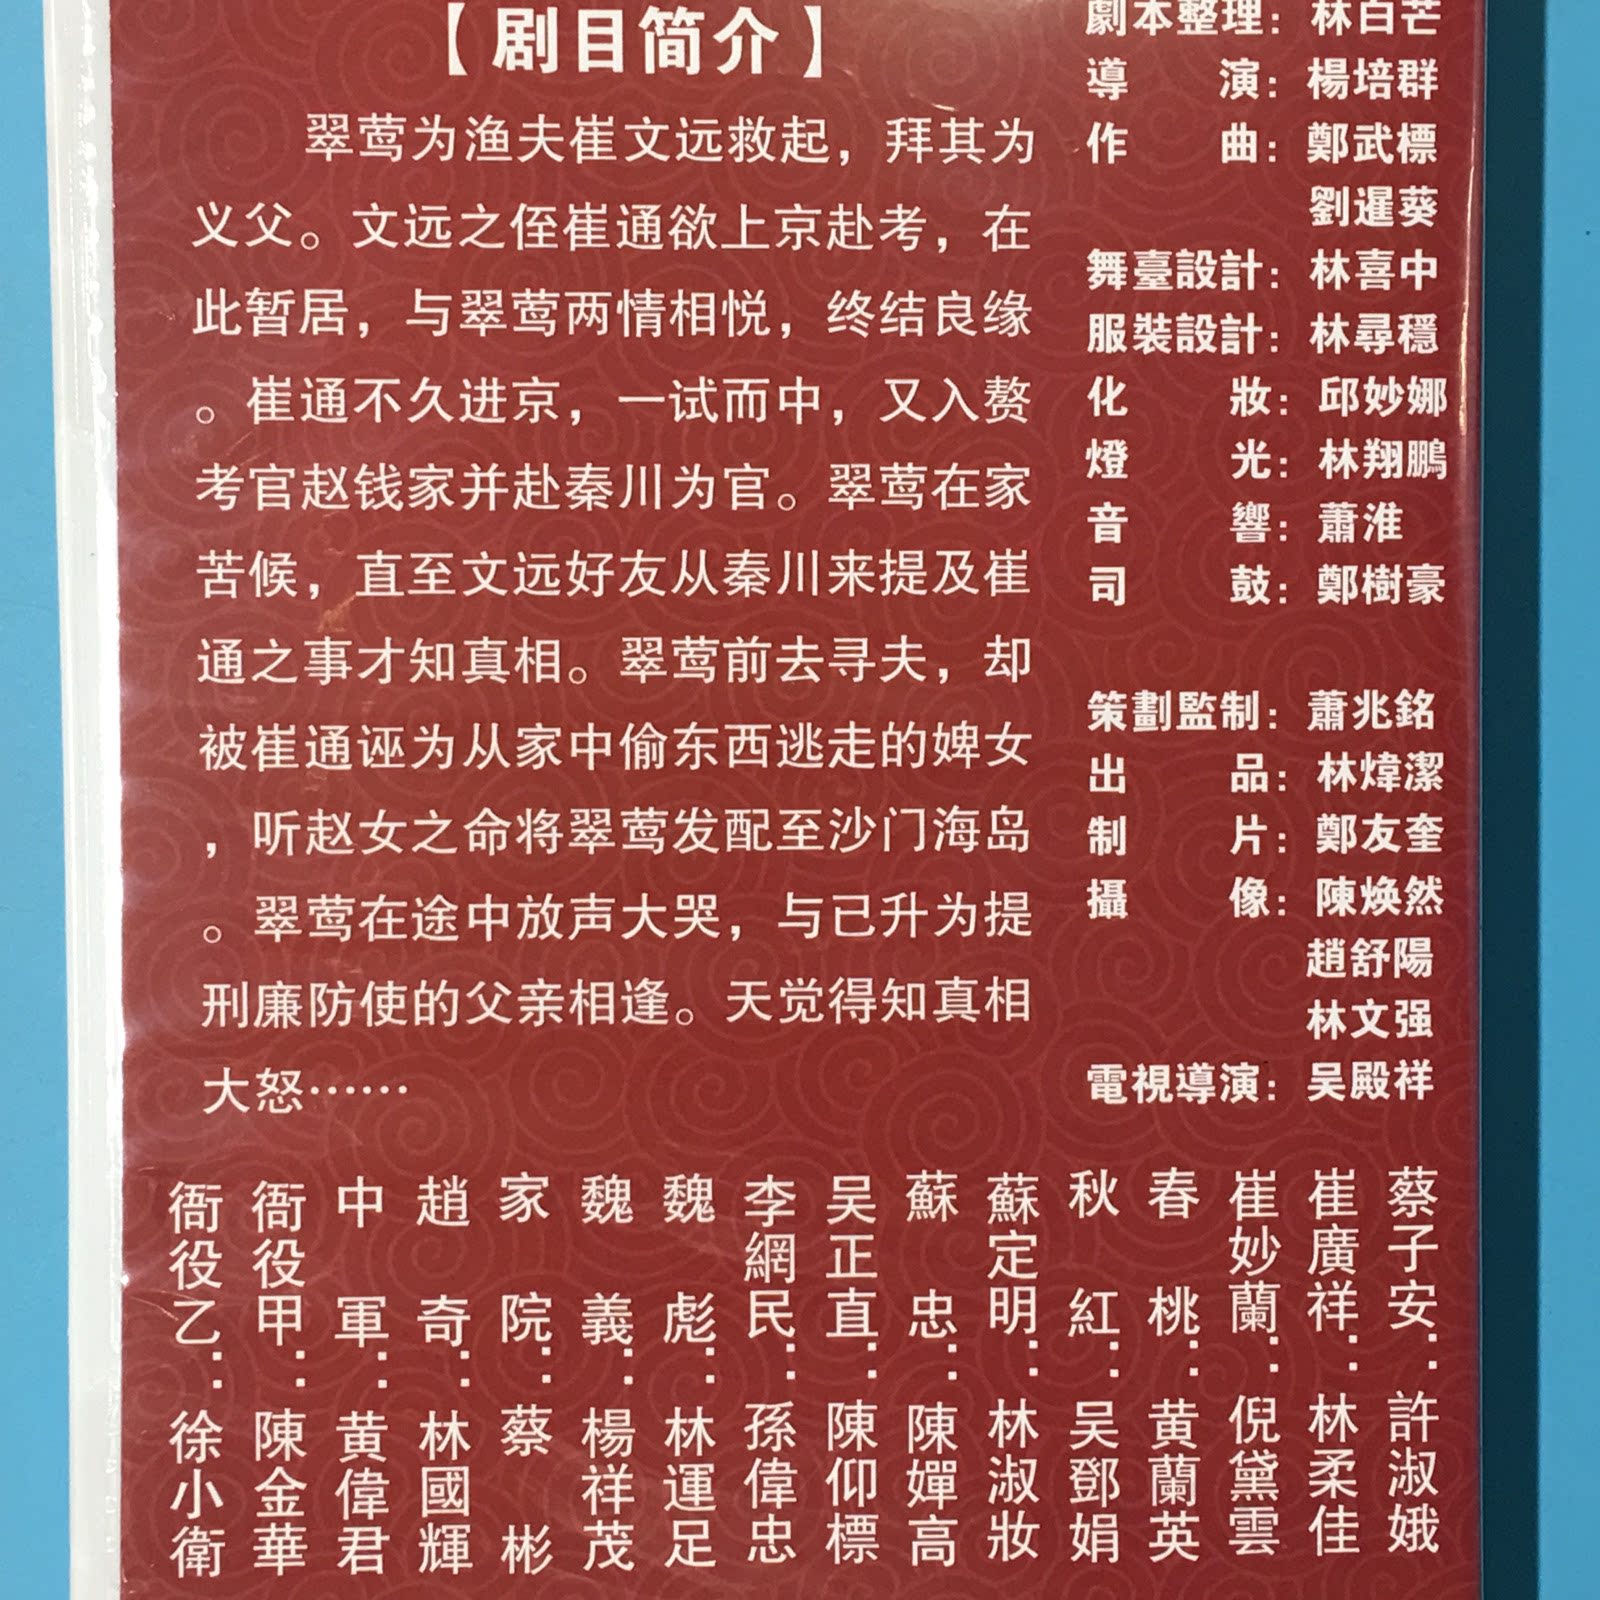 【剧目简介】
翠莺为渔夫崔文远救起，拜其为
义父。文远之侄崔通欲上京赴考，在
此暂居，与翠莺两情相悦，终结良缘
。崔通不久进京，一试而中，又入赘
考官赵钱家并赴秦川为官。翠莺在家
苦候，直至文远好友从秦川来提及崔
通之事才知真相。翠莺前去寻夫，却
被崔通诬为从家中偷东西逃走的婢女
，听赵女之命将翠莺发配至沙门海岛
。翠莺在途中放声大哭，与已升为提
刑廉防使的父亲相逢。天觉得知真相
大怒……
劇本整理：林白芒
導演：楊培群
作曲：鄭武標
劉暹葵
舞臺設計：林喜中
服裝設計：林尋穩
化妝：邱妙娜
燈光：林翔鵬
音響：蕭淮
司鼓：鄭樹豪
策劃監制：蕭兆銘
出品：林煒潔
制片：鄭友奎
攝像：陳焕然
趙舒陽
林文强
電視導演：吴殿祥
蔡子安：許淑娥
崔廣祥：林柔佳
崔妙蘭：倪黛雲
春桃：黄蘭英
秋紅：吴鄧娟
蘇定明：林淑妝
蘇忠：陳嬋高
吴正直：陳仰標
李網民：孫偉忠
魏彪：林運足
魏義：楊祥茂
家院：蔡彬
趙奇：林國輝
中軍：黄偉君
衙役甲：陳金華
衙役乙：徐小衛